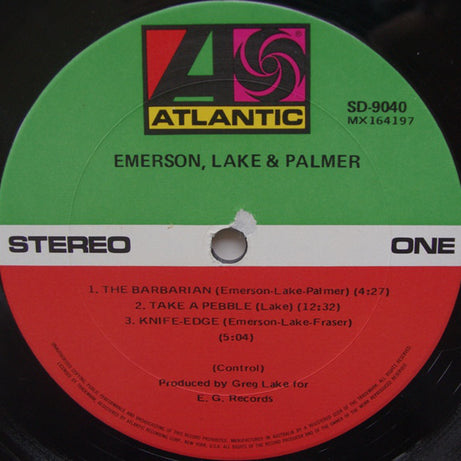 ATLANTIC
®
SD-9040
MX164197
EMERSON, LAKE & PALMER
STEREO
ONE
1. THE BARBARIAN (Emerson-Lake-Palmer) (4:27)
2. TAKE A PEBBLE (Lake) (12:32)
3. KNIFE-EDGE (Emerson-Lake-Fraser)
(5:04)
(Control)
Produced by Greg Lake for
E. G. Records